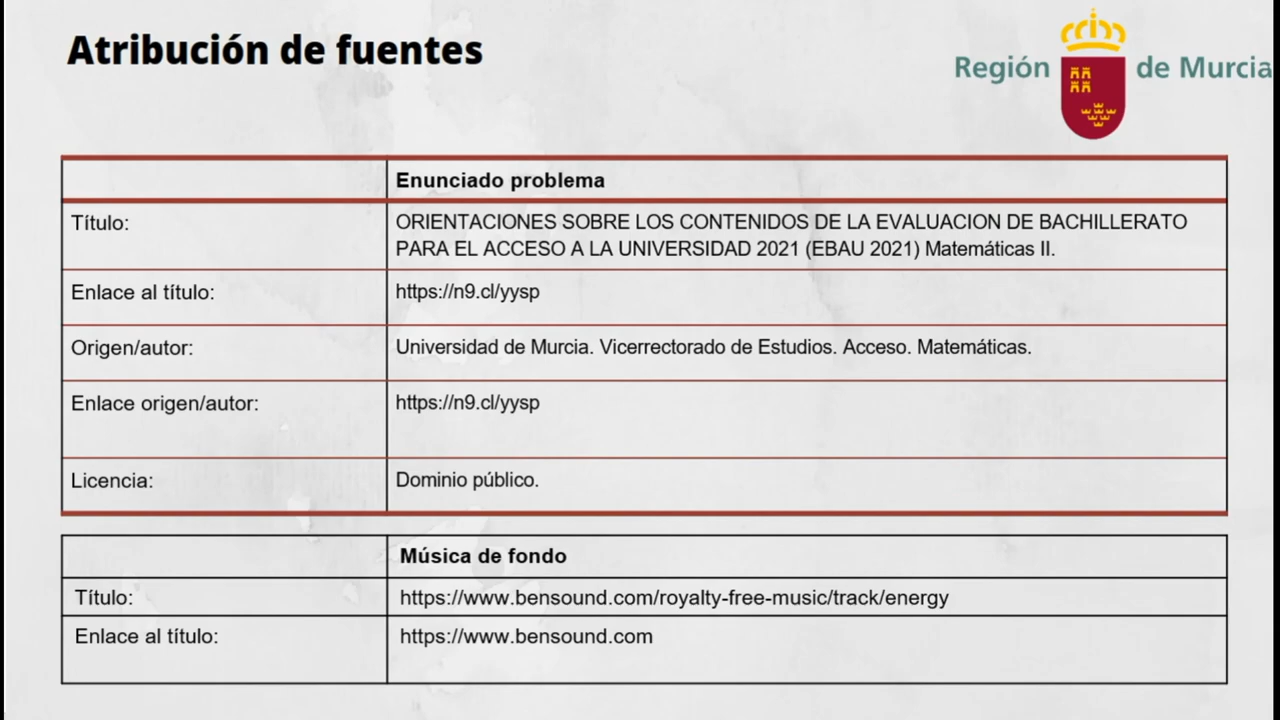 Atribución de fuentes
Región de Murcia
Enunciado problema
Título:
ORIENTACIONES SOBRE LOS CONTENIDOS DE LA EVALUACION DE BACHILLERATO
PARA EL ACCESO A LA UNIVERSIDAD 2021 (EBAU 2021) Matemáticas II.
Enlace al título:
https://n9.cl/yysp
Origen/autor:
Universidad de Murcia. Vicerrectorado de Estudios. Acceso. Matemáticas.
Enlace origen/autor:
https://n9.cl/yysp
Licencia:
Dominio público.
Música de fondo
Título:
https://www.bensound.com/royalty-free-music/track/energy
Enlace al título:
https://www.bensound.com